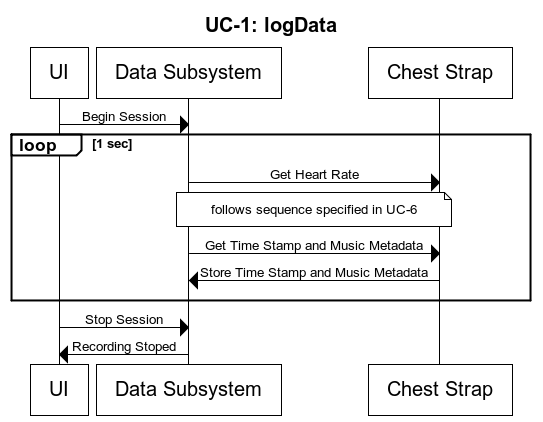 UC-1: logData
UI
Data Subsystem
Chest Strap
Begin Session
loop
[1 sec]
Get Heart Rate
follows sequence specified in UC-6
Get Time Stamp and Music Metadata
Store Time Stamp and Music Metadata
Stop Session
Recording Stoped
UI
Data Subsystem
Chest Strap